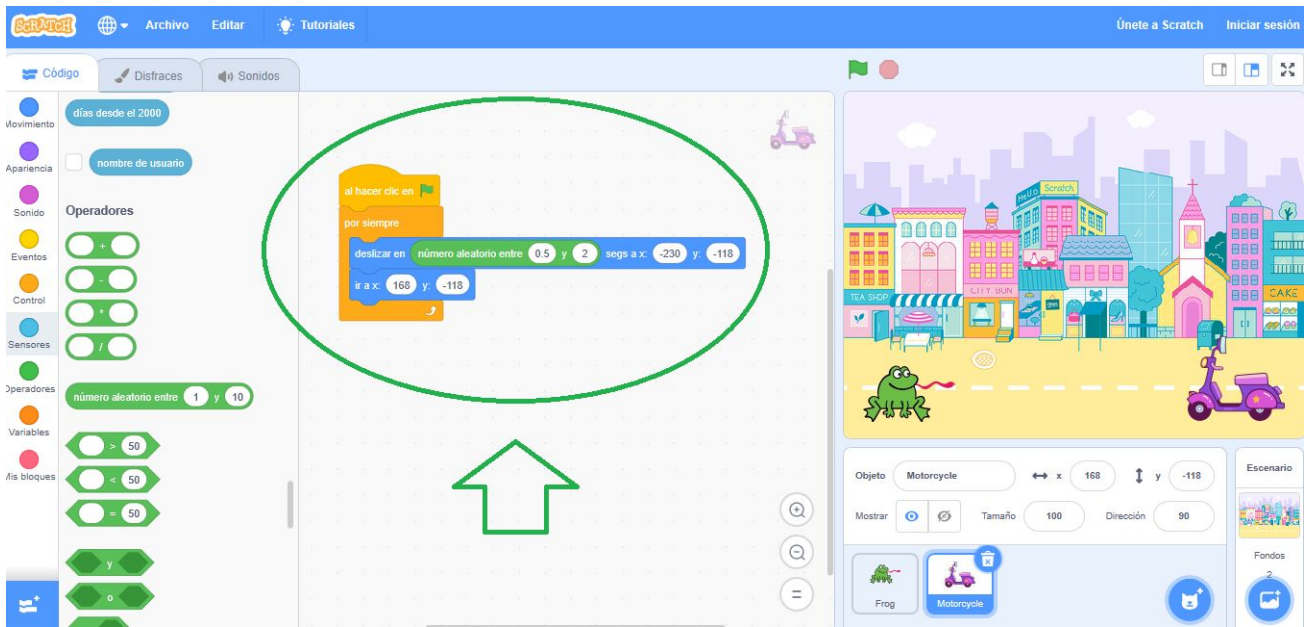 SCRATCH
Archivo
Editar
Tutoriales
Únete a Scratch
Iniciar sesión
Código
Disfraces
Sonidos
Movimiento
Apariencia
Sonido
Eventos
Control
Sensores
Operadores
Variables
Mis bloques
días desde el 2000
nombre de usuario
Operadores
+
-
*
/
número aleatorio entre 1 y 10
> 50
< 50
= 50
y
o
al hacer clic en
por siempre
deslizar en número aleatorio entre 0.5 y 2 segs a x: -230 y: -118
ir a x: 168 y: -118
Hello Scratch
TEA SHOP
CITY BUN
CAKE
Objeto Motorcycle x 168 y -118
Mostrar Tamaño 100 Dirección 90
Frog
Motorcycle
Escenario
Fondos
2